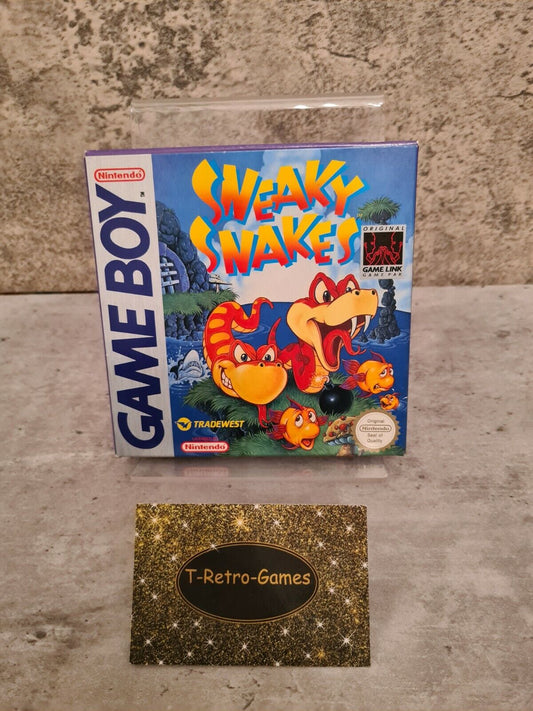 Nintendo
GAME BOY
TM
SNEAKY
SNAKES
ORIGINAL
GAME LINK
GAME PAK
TRADEWEST
Nintendo
Original
Nintendo
Seal of
Quality
T-Retro-Games